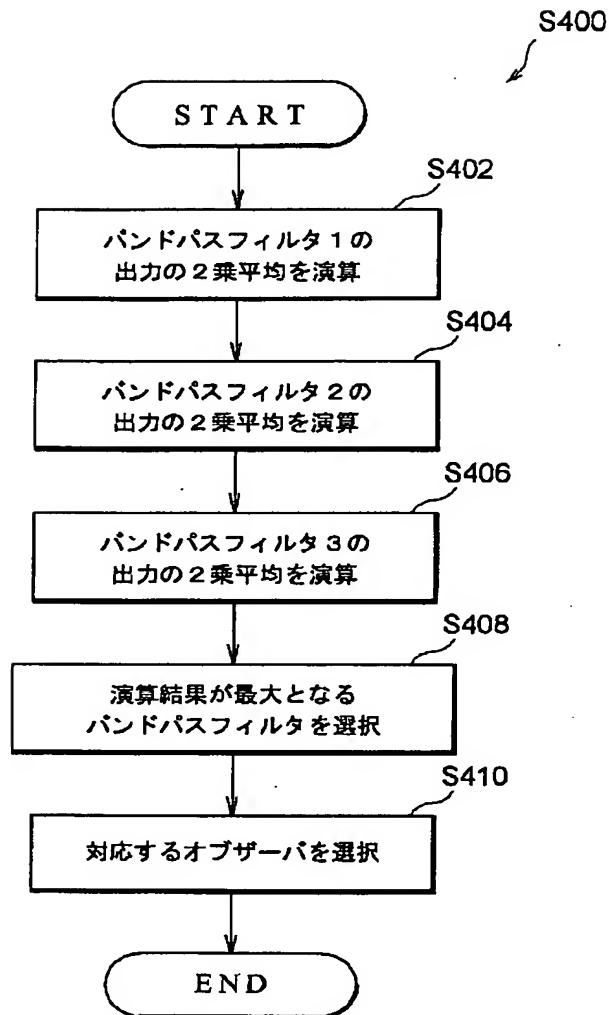 S400
START
S402
バンドパスフィルタ1の
出力の2乗平均を演算
S404
バンドパスフィルタ2の
出力の2乗平均を演算
S406
バンドパスフィルタ3の
出力の2乗平均を演算
S408
演算結果が最大となる
バンドパスフィルタを選択
S410
対応するオブザーバを選択
END